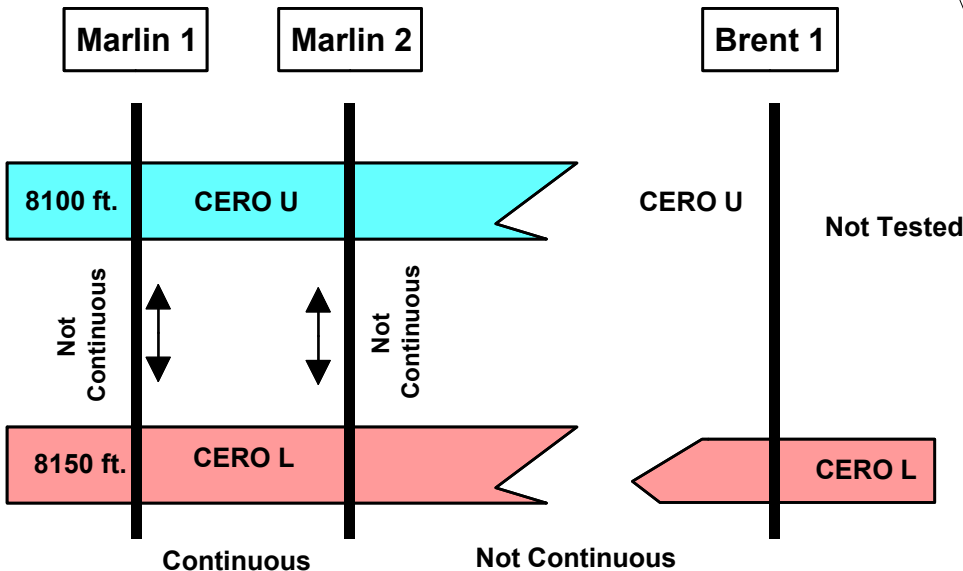 Marlin 1
Marlin 2
Brent 1
8100 ft.
CERO U
CERO U
Not Tested
Not
Continuous
Not
Continuous
8150 ft.
CERO L
CERO L
Continuous
Not Continuous